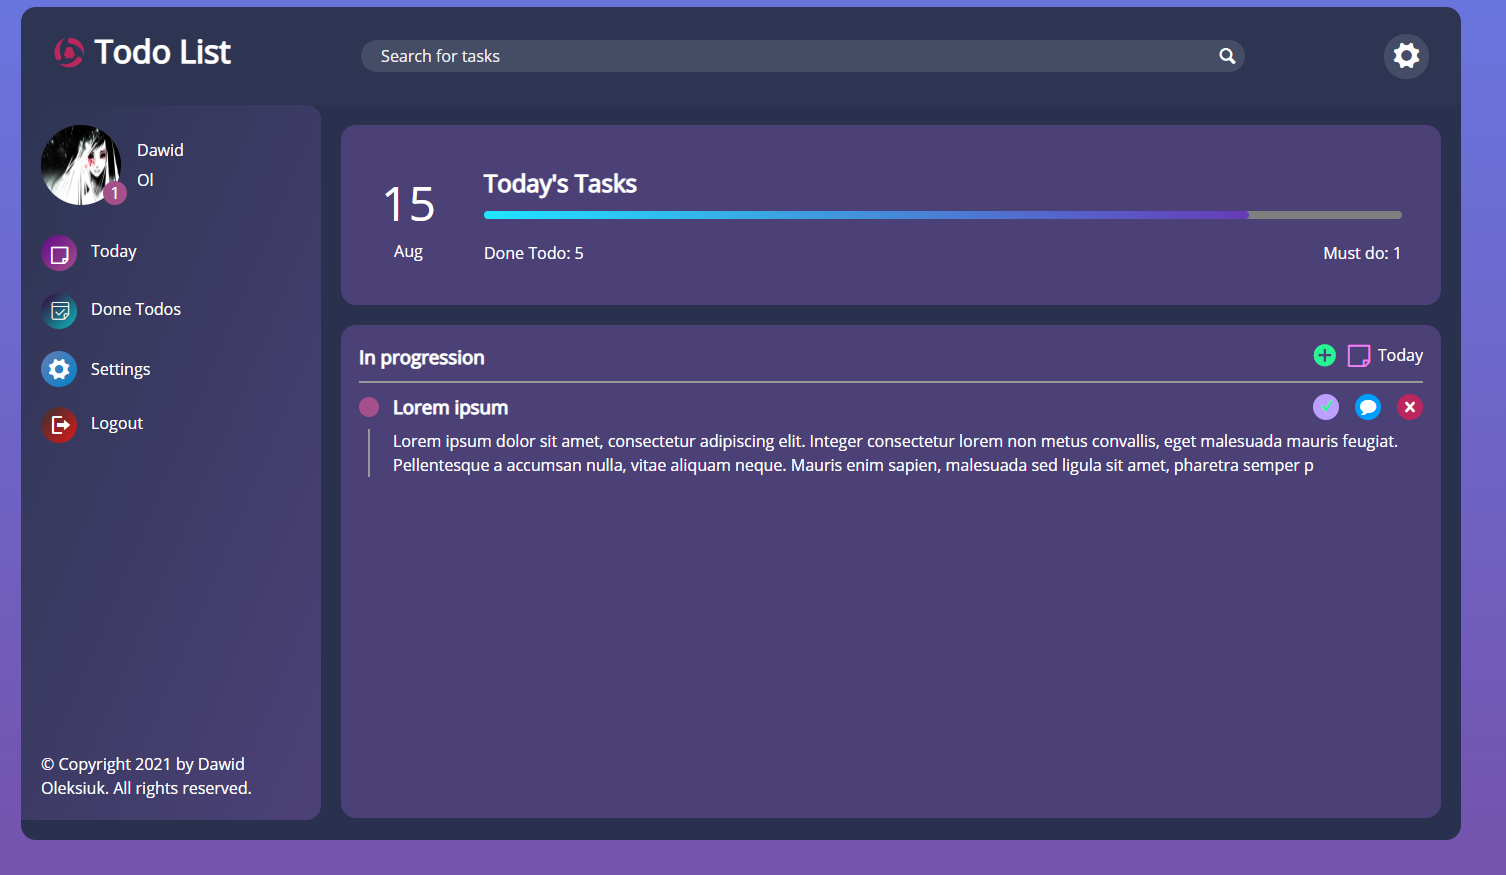 Todo List
Search for tasks
Dawid
Ol
1
Today
Done Todos
Settings
Logout
© Copyright 2021 by Dawid
Oleksiuk. All rights reserved.
15
Aug
Today's Tasks
Done Todo: 5
Must do: 1
In progression
Today
Lorem ipsum
Lorem ipsum dolor sit amet, consectetur adipiscing elit. Integer consectetur lorem non metus convallis, eget malesuada mauris feugiat.
Pellentesque a accumsan nulla, vitae aliquam neque. Mauris enim sapien, malesuada sed ligula sit amet, pharetra semper p